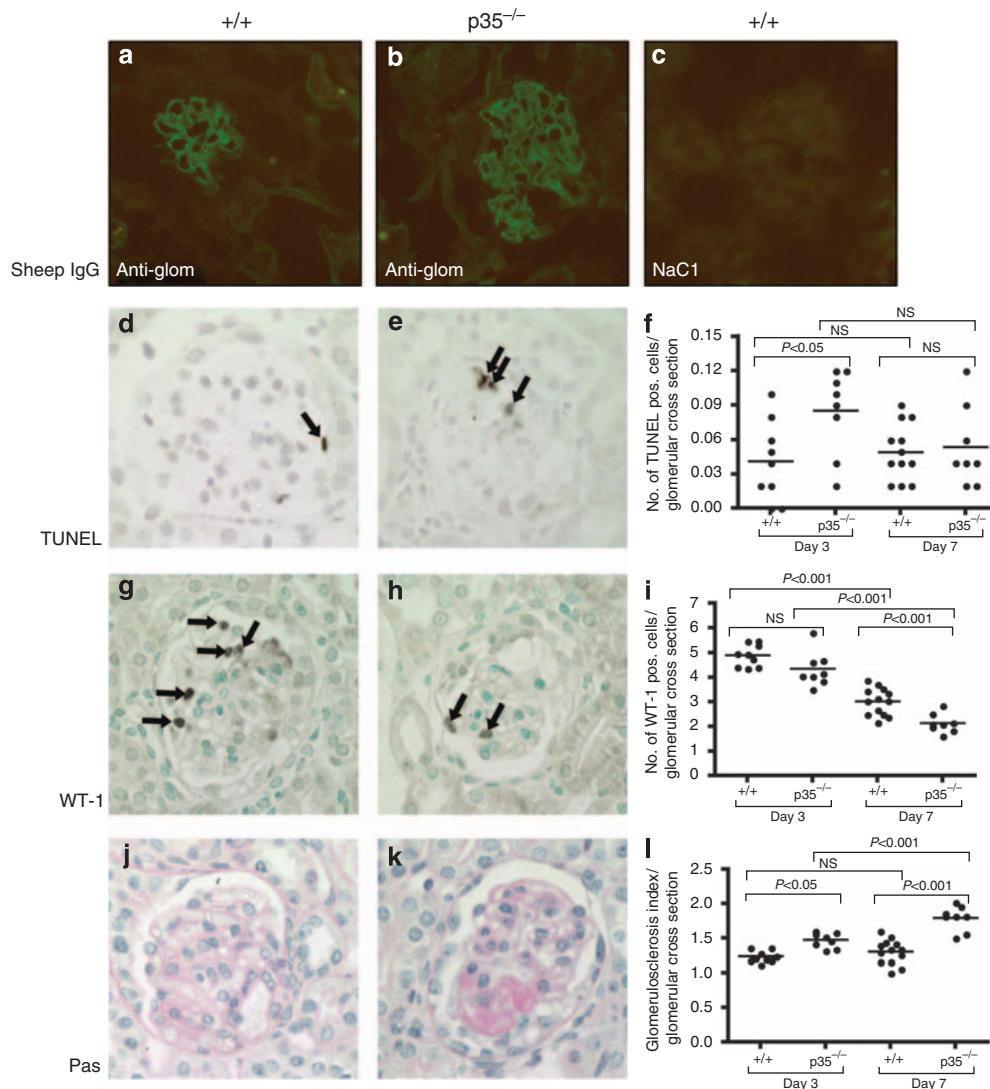 +/+ p35–/– +/+
a b c
Sheep IgG Anti-glom Anti-glom NaC1
d e f
TUNEL
No. of TUNEL pos. cells/
glomerular cross section
NS
NS
P<0.05 NS
0.15
0.12
0.09
0.06
0.03
0.00
+/+ p35–/– +/+ p35–/–
Day 3 Day 7
g h i
WT-1
No. of WT-1 pos. cells/
glomerular cross section
P<0.001
P<0.001
NS P<0.001
7
6
5
4
3
2
1
0
+/+ p35–/– +/+ p35–/–
Day 3 Day 7
j k l
Pas
Glomerulosclerosis index/
glomerular cross section
P<0.001
NS
P<0.05 P<0.001
2.5
2.0
1.5
1.0
0.5
0.0
+/+ p35–/– +/+ p35–/–
Day 3 Day 7